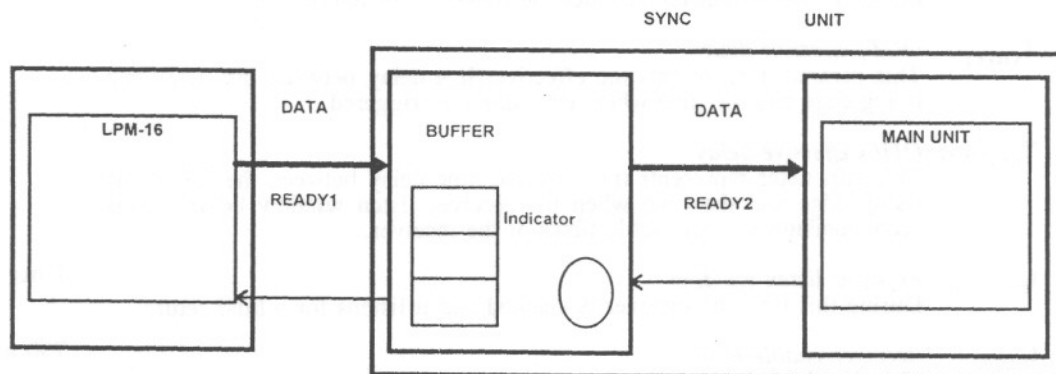 SYNC UNIT
DATA
DATA
LPM-16
BUFFER
MAIN UNIT
READY1
Indicator
READY2